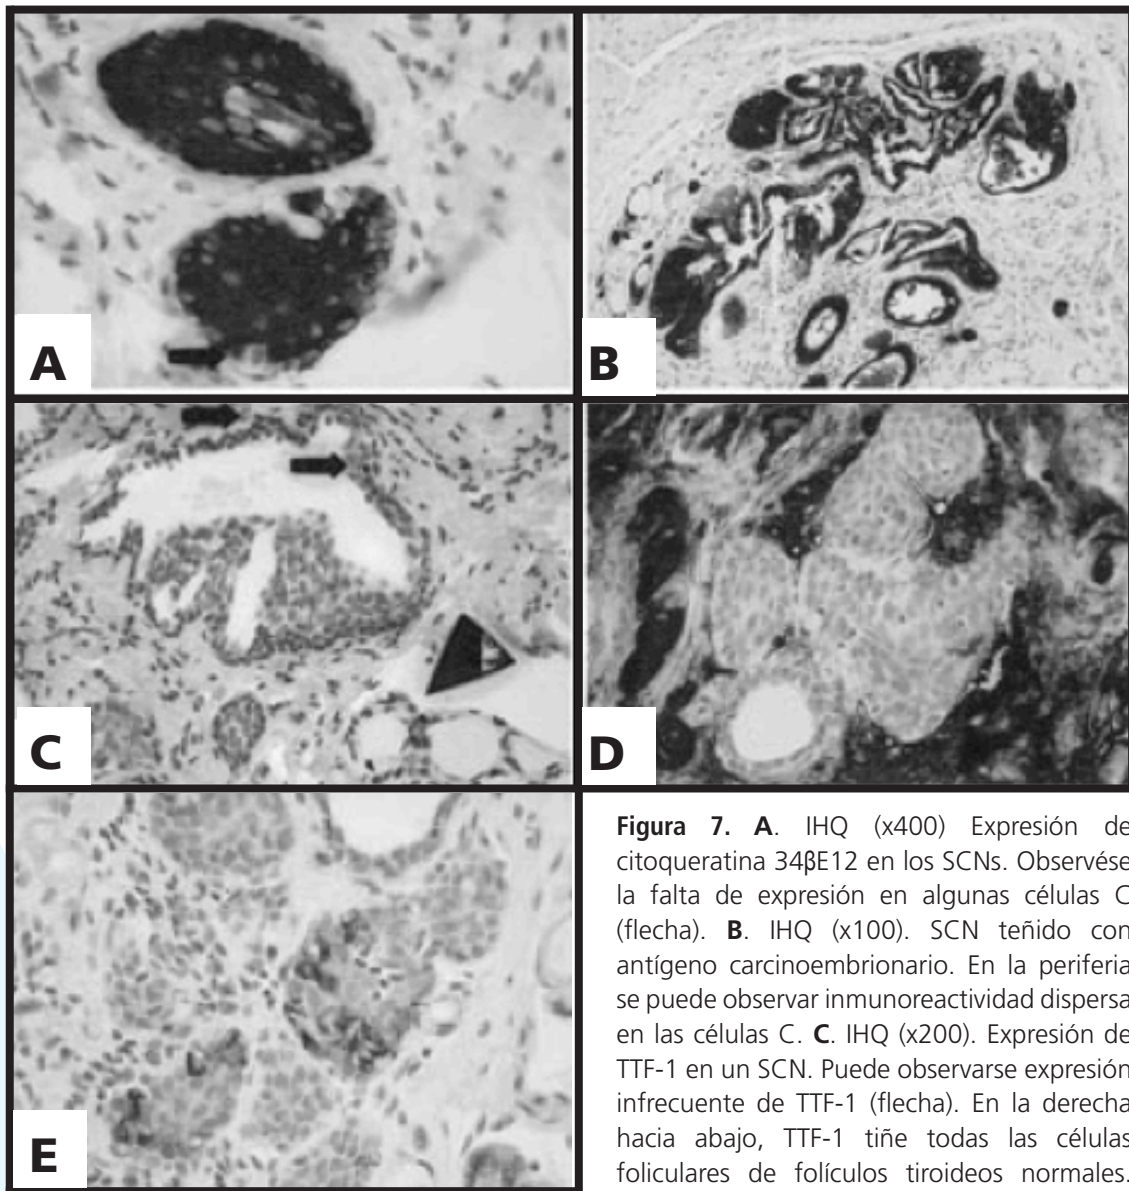 A
B
C
D
E
Figura 7. A. IHQ (x400) Expresión de
citoqueratina 34βE12 en los SCNs. Observése
la falta de expresión en algunas células C
(flecha). B. IHQ (x100). SCN teñido con
antígeno carcinoembrionario. En la periferia
se puede observar inmunoreactividad dispersa
en las células C. C. IHQ (x200). Expresión de
TTF-1 en un SCN. Puede observarse expresión
infrecuente de TTF-1 (flecha). En la derecha
hacia abajo, TTF-1 tiñe todas las células
foliculares de folículos tiroideos normales.